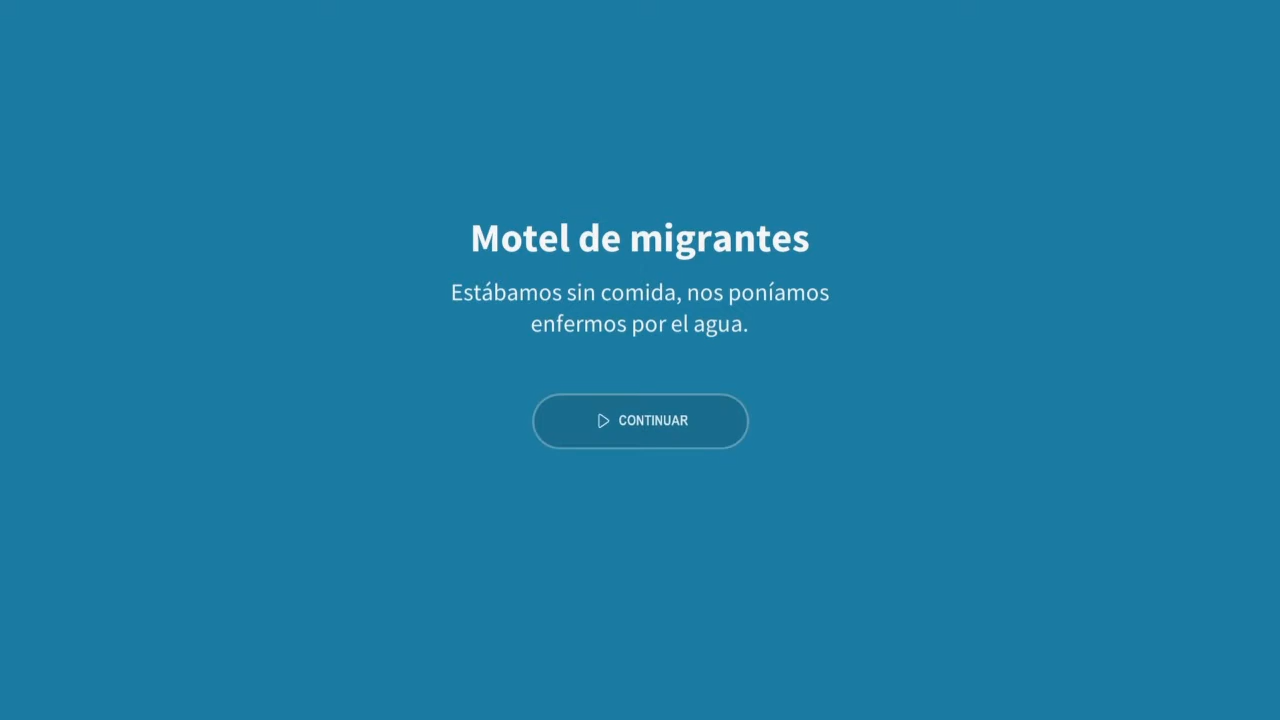 Motel de migrantes
Estábamos sin comida, nos poníamos
enfermos por el agua.
CONTINUAR